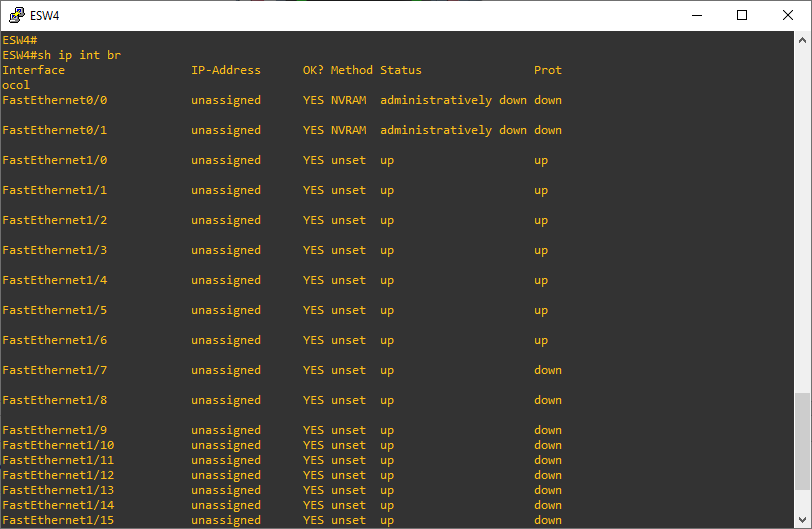 ESW4
ESW4#
ESW4#sh ip int br
Interface                  IP-Address      OK? Method Status                Prot
ocol
FastEthernet0/0            unassigned      YES NVRAM  administratively down down
FastEthernet0/1            unassigned      YES NVRAM  administratively down down
FastEthernet1/0            unassigned      YES unset  up                    up
FastEthernet1/1            unassigned      YES unset  up                    up
FastEthernet1/2            unassigned      YES unset  up                    up
FastEthernet1/3            unassigned      YES unset  up                    up
FastEthernet1/4            unassigned      YES unset  up                    up
FastEthernet1/5            unassigned      YES unset  up                    up
FastEthernet1/6            unassigned      YES unset  up                    up
FastEthernet1/7            unassigned      YES unset  up                    down
FastEthernet1/8            unassigned      YES unset  up                    down
FastEthernet1/9            unassigned      YES unset  up                    down
FastEthernet1/10           unassigned      YES unset  up                    down
FastEthernet1/11           unassigned      YES unset  up                    down
FastEthernet1/12           unassigned      YES unset  up                    down
FastEthernet1/13           unassigned      YES unset  up                    down
FastEthernet1/14           unassigned      YES unset  up                    down
FastEthernet1/15           unassigned      YES unset  up                    down